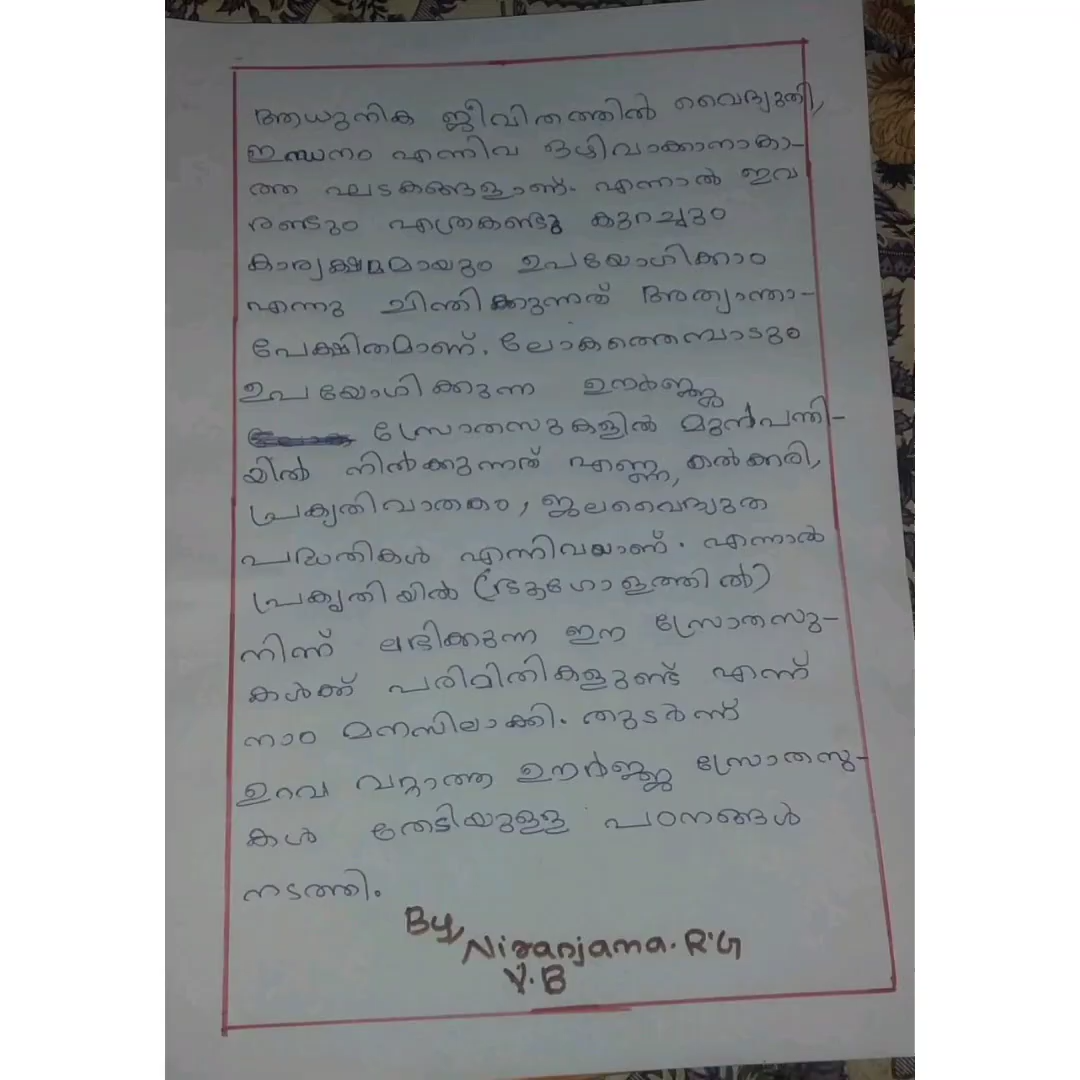 ആധുനിക ജീവിതത്തിൽ വൈദ്യുതി,
ഇന്ധനം എന്നിവ ഒഴിവാക്കാനാകാ-
ത്ത ഘടകങ്ങളാണ്. എന്നാൽ ഇവ
രണ്ടും എത്രകണ്ടു കുറച്ചും
കാര്യക്ഷമമായും ഉപയോഗിക്കാം
എന്നു ചിന്തിക്കുന്നത് അത്യാന്താ-
പേക്ഷിതമാണ്. ലോകത്തെമ്പാടും
ഉപയോഗിക്കുന്ന ഊർജ്ജ
സ്രോതസുകളിൽ മുൻപന്തി-
യിൽ നിൽക്കുന്നത് എണ്ണ, കൽക്കരി,
പ്രകൃതിവാതകം, ജലവൈദ്യുത
പദ്ധതികൾ എന്നിവയാണ്. എന്നാൽ
പ്രകൃതിയിൽ (ഭൂഗോളത്തിൽ)
നിന്ന് ലഭിക്കുന്ന ഈ സ്രോതസു-
കൾക്ക് പരിമിതികളുണ്ട് എന്ന്
നാം മനസിലാക്കി. തുടർന്ന്
ഉറവ വറ്റാത്ത ഊർജ്ജ സ്രോതസു-
കൾ തേടിയുള്ള പഠനങ്ങൾ
നടത്തി.
By,
Niranjama. R.G
V.B